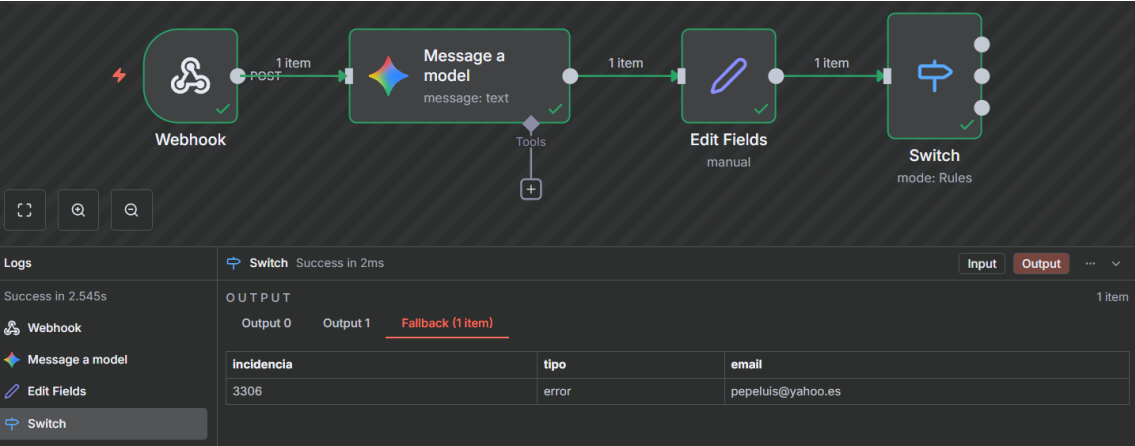 Message a
model
message: text
POST
1 item
1 item
1 item
Webhook
Tools
Edit Fields
manual
Switch
mode: Rules
Logs
Switch Success in 2ms
Input
Output
Success in 2.545s
OUTPUT
1 item
Output 0
Output 1
Fallback (1 item)
Webhook
Message a model
Edit Fields
Switch
incidencia tipo email
3306 error pepeluis@yahoo.es